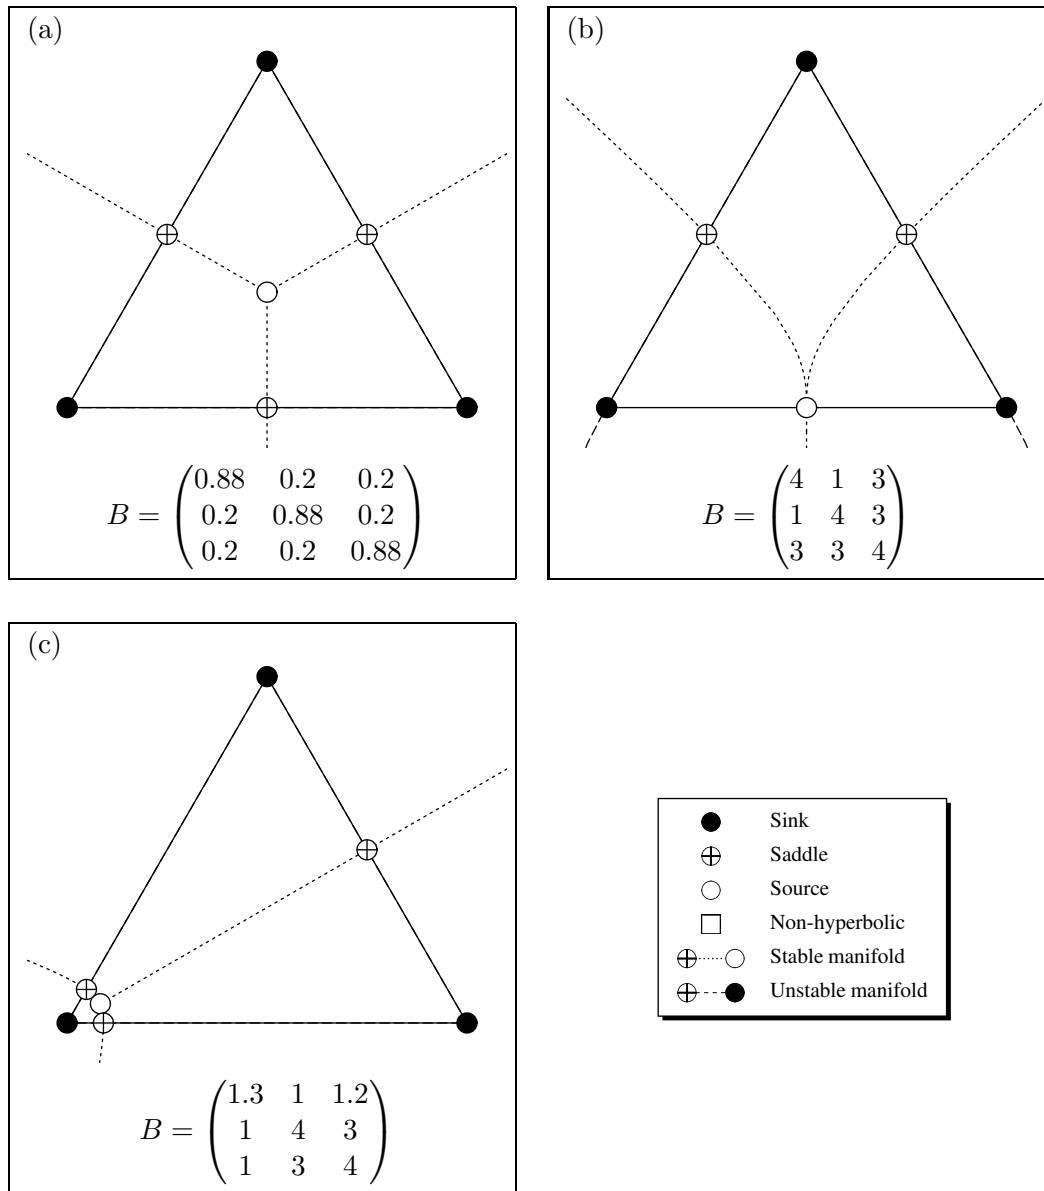 (a)
0.88 0.2 0.2
B = 0.2 0.88 0.2
0.2 0.2 0.88
(b)
4 1 3
B = 1 4 3
3 3 4
(c)
1.3 1 1.2
B = 1 4 3
1 3 4
Sink
Saddle
Source
Non-hyperbolic
Stable manifold
Unstable manifold